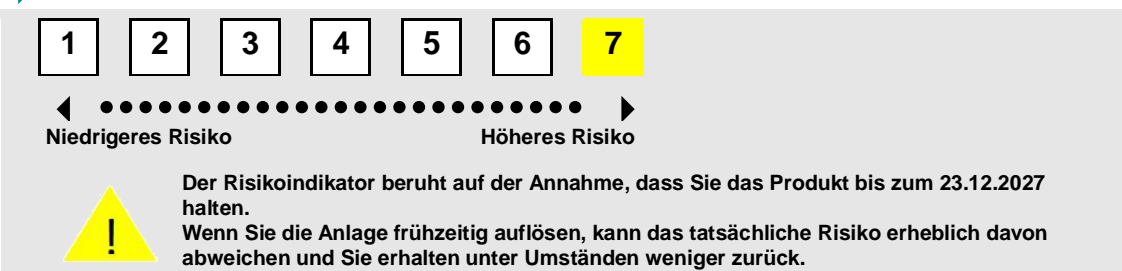 1 2 3 4 5 6 7
Niedrigeres Risiko Höheres Risiko
Der Risikoindikator beruht auf der Annahme, dass Sie das Produkt bis zum 23.12.2027
halten.
!
Wenn Sie die Anlage frühzeitig auflösen, kann das tatsächliche Risiko erheblich davon
abweichen und Sie erhalten unter Umständen weniger zurück.